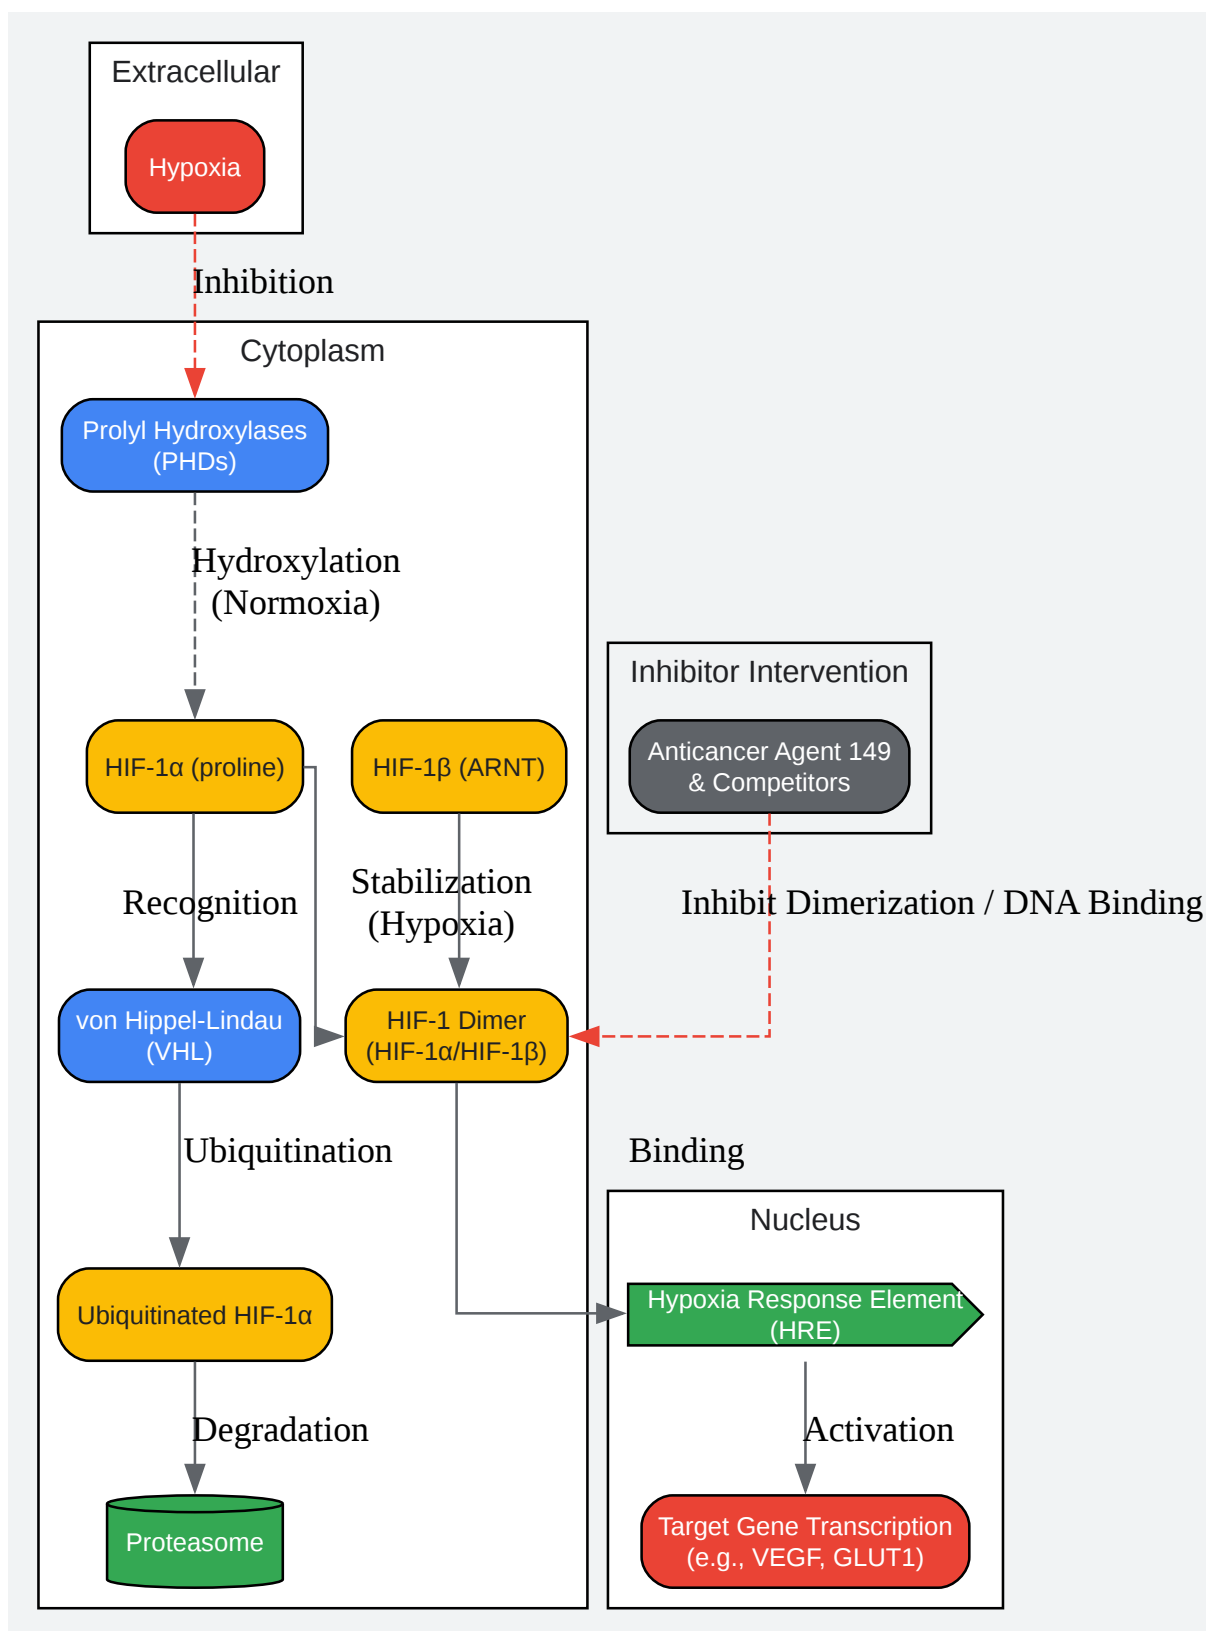 Extracellular
Hypoxia
Inhibition
Cytoplasm
Prolyl Hydroxylases
(PHDs)
Hydroxylation
(Normoxia)
Inhibitor Intervention
HIF-1α (proline)
HIF-1β (ARNT)
Anticancer Agent 149
& Competitors
Recognition
Stabilization
(Hypoxia)
Inhibit Dimerization / DNA Binding
von Hippel-Lindau
(VHL)
HIF-1 Dimer
(HIF-1α/HIF-1β)
Ubiquitination
Binding
Nucleus
Ubiquitinated HIF-1α
Hypoxia Response Element
(HRE)
Degradation
Activation
Proteasome
Target Gene Transcription
(e.g., VEGF, GLUT1)